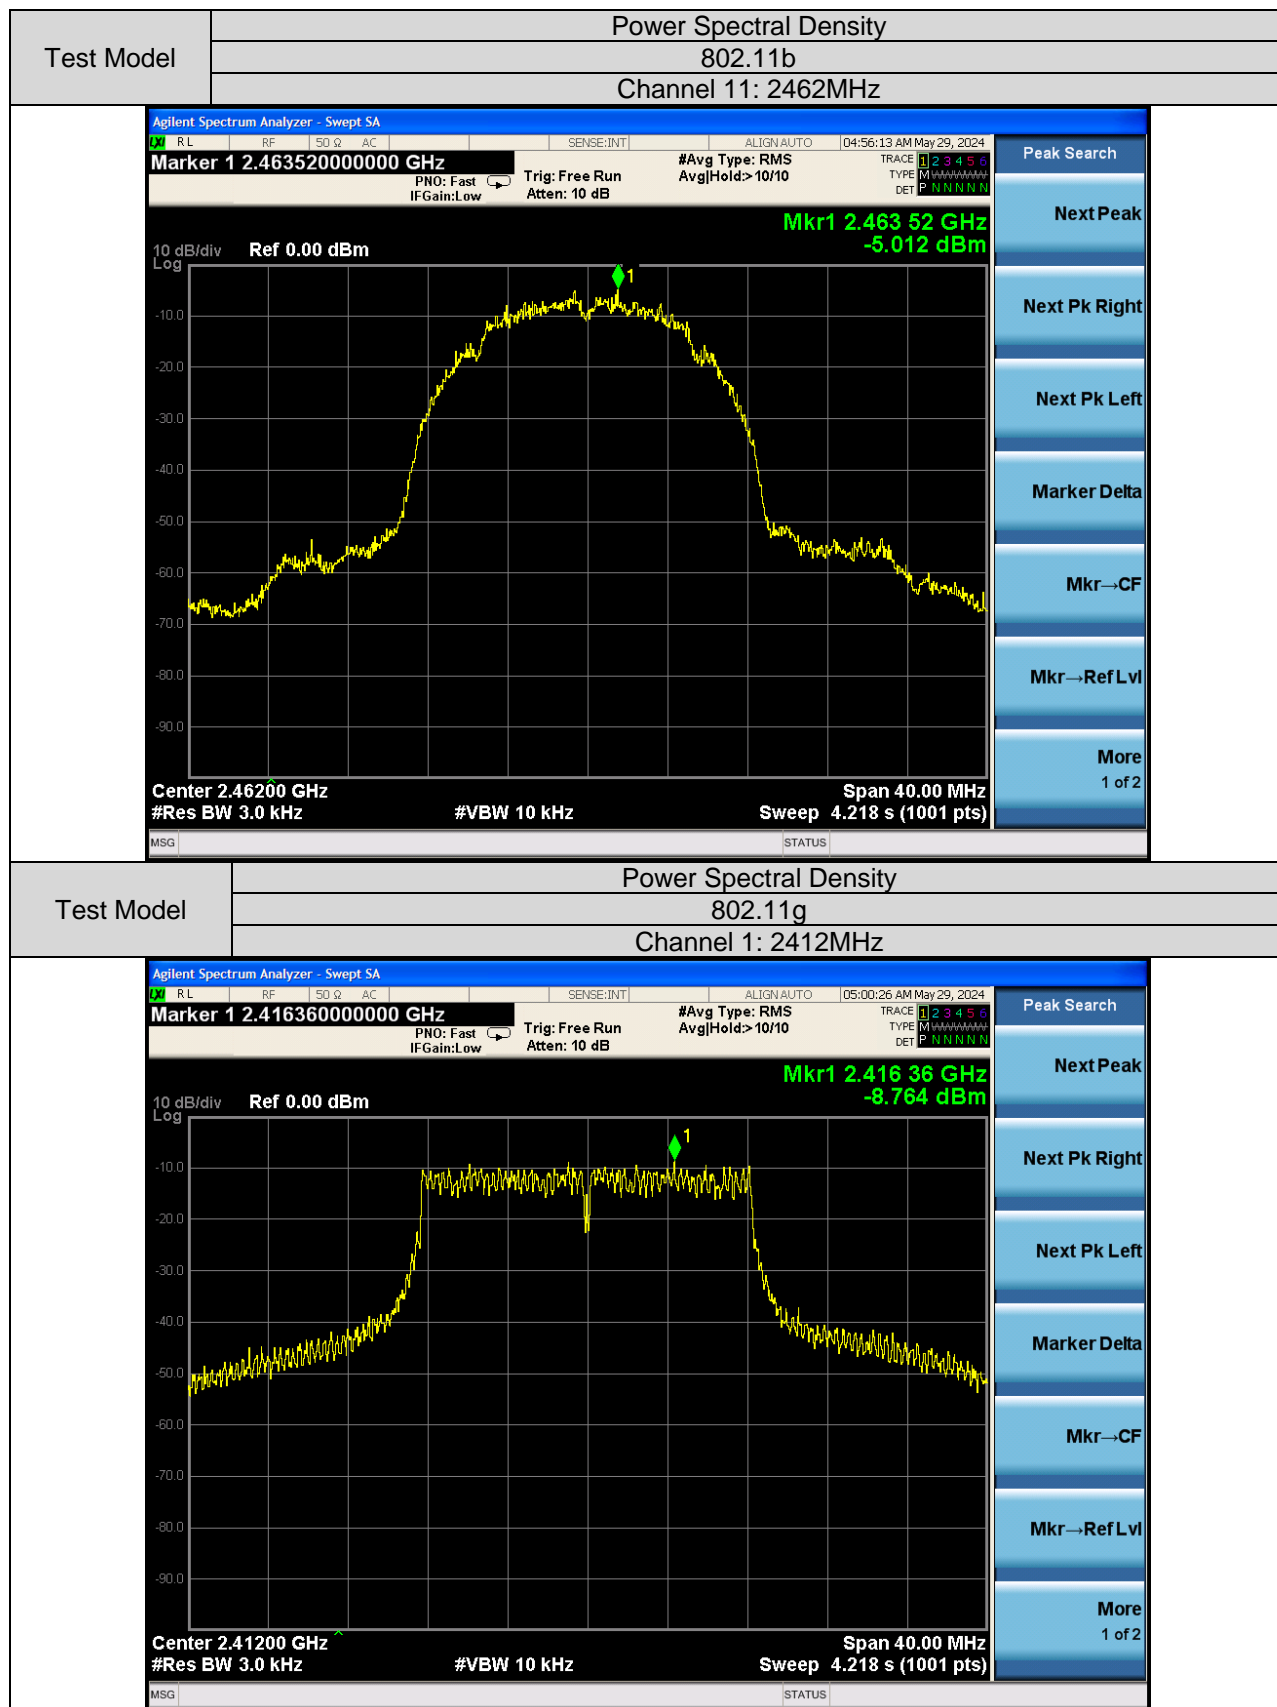 Test Model
Power Spectral Density
802.11b
Channel 11: 2462MHz
Agilent Spectrum Analyzer - Swept SA
LXI RL RF 50 Ω AC SENSE:INT ALIGN AUTO 04:56:13 AM May 29, 2024
Marker 1 2.463520000000 GHz
PNO: Fast
IFGain:Low
Trig: Free Run
Atten: 10 dB
#Avg Type: RMS
Avg|Hold:>10/10
TRACE 1 2 3 4 5 6
TYPE M
DET P N N N N N
Mkr1 2.463 52 GHz
-5.012 dBm
10 dB/div Ref 0.00 dBm
Log
1
-10.0
-20.0
-30.0
-40.0
-50.0
-60.0
-70.0
-80.0
-90.0
Center 2.46200 GHz Span 40.00 MHz
#Res BW 3.0 kHz #VBW 10 kHz Sweep 4.218 s (1001 pts)
MSG STATUS
Peak Search
Next Peak
Next Pk Right
Next Pk Left
Marker Delta
Mkr→CF
Mkr→Ref Lvl
More
1 of 2
Test Model
Power Spectral Density
802.11g
Channel 1: 2412MHz
Agilent Spectrum Analyzer - Swept SA
LXI RL RF 50 Ω AC SENSE:INT ALIGN AUTO 05:00:26 AM May 29, 2024
Marker 1 2.416360000000 GHz
PNO: Fast
IFGain:Low
Trig: Free Run
Atten: 10 dB
#Avg Type: RMS
Avg|Hold:>10/10
TRACE 1 2 3 4 5 6
TYPE M
DET P N N N N N
Mkr1 2.416 36 GHz
-8.764 dBm
10 dB/div Ref 0.00 dBm
Log
1
-10.0
-20.0
-30.0
-40.0
-50.0
-60.0
-70.0
-80.0
-90.0
Center 2.41200 GHz Span 40.00 MHz
#Res BW 3.0 kHz #VBW 10 kHz Sweep 4.218 s (1001 pts)
MSG STATUS
Peak Search
Next Peak
Next Pk Right
Next Pk Left
Marker Delta
Mkr→CF
Mkr→Ref Lvl
More
1 of 2